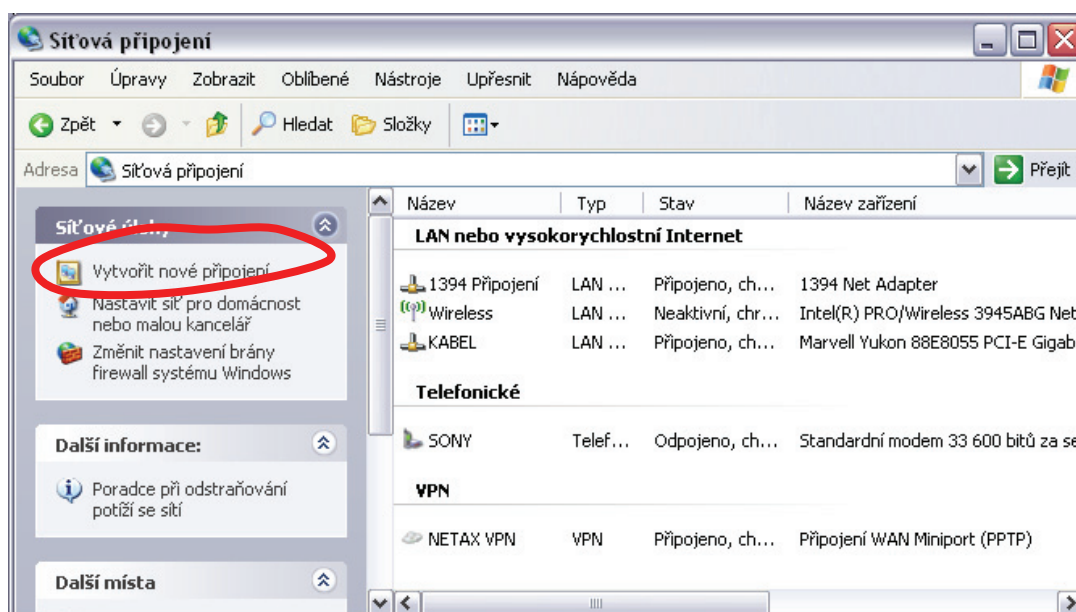 Síťová připojení
Soubor Úpravy Zobrazit Oblíbené Nástroje Upřesnit Nápověda
Zpět Hledat Složky
Adresa Síťová připojení Přejít
Síťové úlohy
Vytvořit nové připojení
Nastavit síť pro domácnost
nebo malou kancelář
Změnit nastavení brány
firewall systému Windows
Další informace:
Poradce při odstraňování
potíží se sítí
Další místa
Název Typ Stav Název zařízení
LAN nebo vysokorychlostní Internet
1394 Připojení LAN ... Připojeno, ch... 1394 Net Adapter
Wireless LAN ... Neaktivní, chr... Intel(R) PRO/Wireless 3945ABG Net
KABEL LAN ... Připojeno, ch... Marvell Yukon 88E8055 PCI-E Gigab
Telefonické
SONY Telef... Odpojeno, ch... Standardní modem 33 600 bitů za se
VPN
NETAX VPN VPN Připojeno, ch... Připojení WAN Miniport (PPTP)